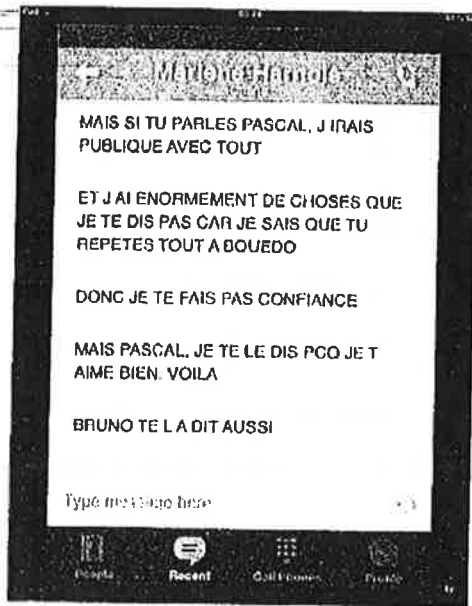 MAIS SI TU PARLES PASCAL, J IRAIS
PUBLIQUE AVEC TOUT
ET J AI ENORMEMENT DE CHOSES QUE
JE TE DIS PAS CAR JE SAIS QUE TU
REPETES TOUT A BOUEDO
DONC JE TE FAIS PAS CONFIANCE
MAIS PASCAL, JE TE LE DIS PCQ JE T
AIME BIEN. VOILA
BRUNO TE L A DIT AUSSI
Type message here
People
Recent
Call Phones
Profile